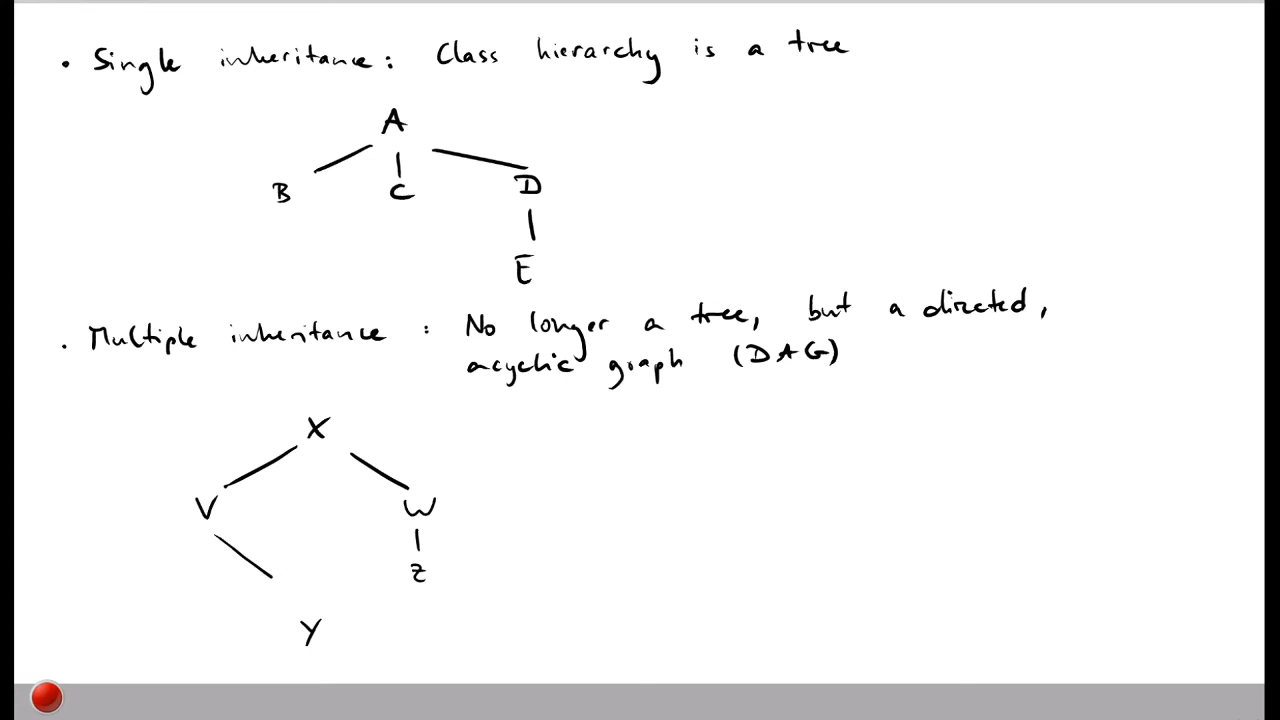 • Single inheritance: Class hierarchy is a tree
A
B C D
E
• Multiple inheritance : No longer a tree, but a directed,
acyclic graph (DAG)
X
V W
Z
Y